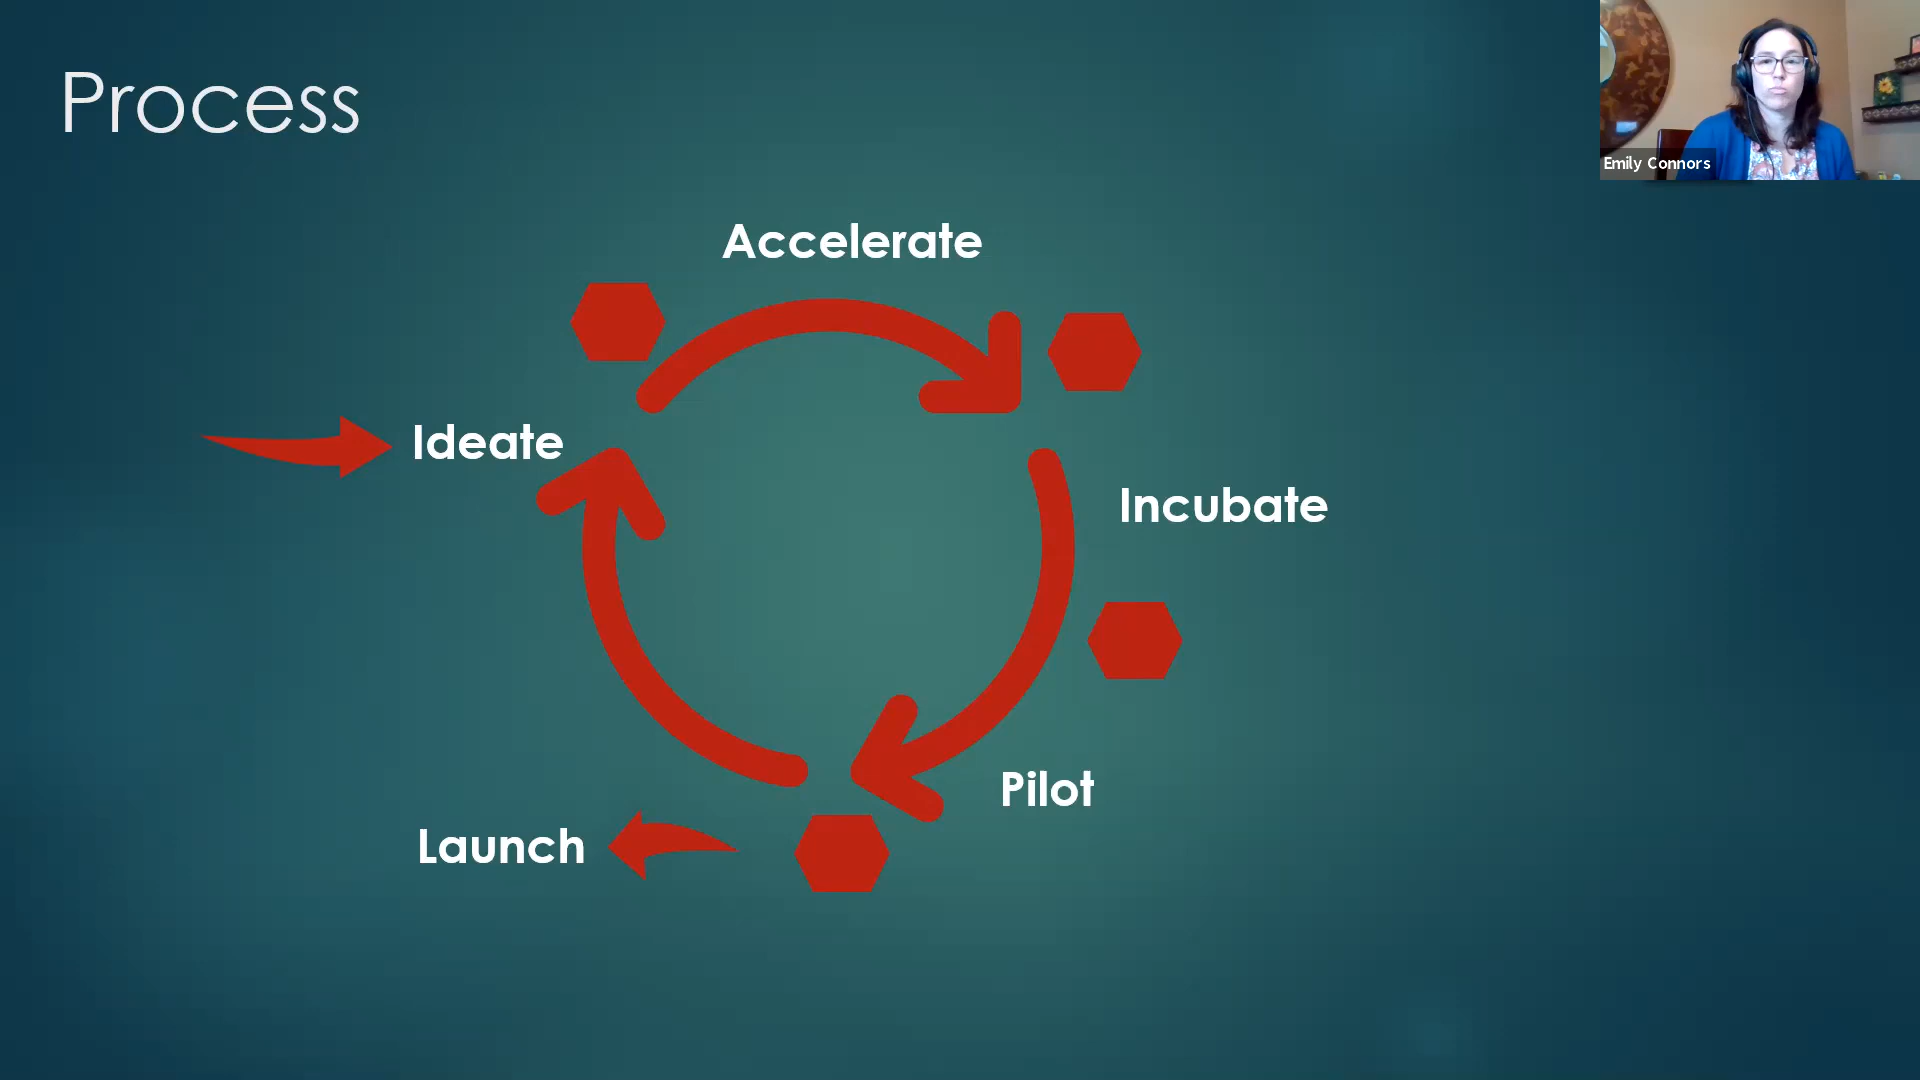 Process
Emily Connors
Accelerate
Ideate
Incubate
Pilot
Launch